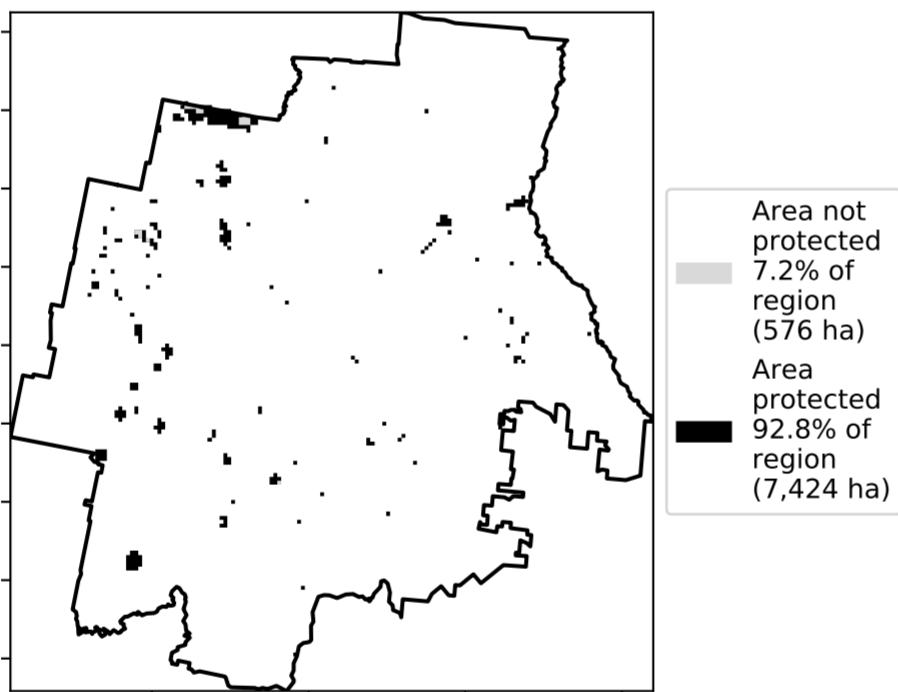 Area not
protected
7.2% of
region
(576 ha)
Area
protected
92.8% of
region
(7,424 ha)